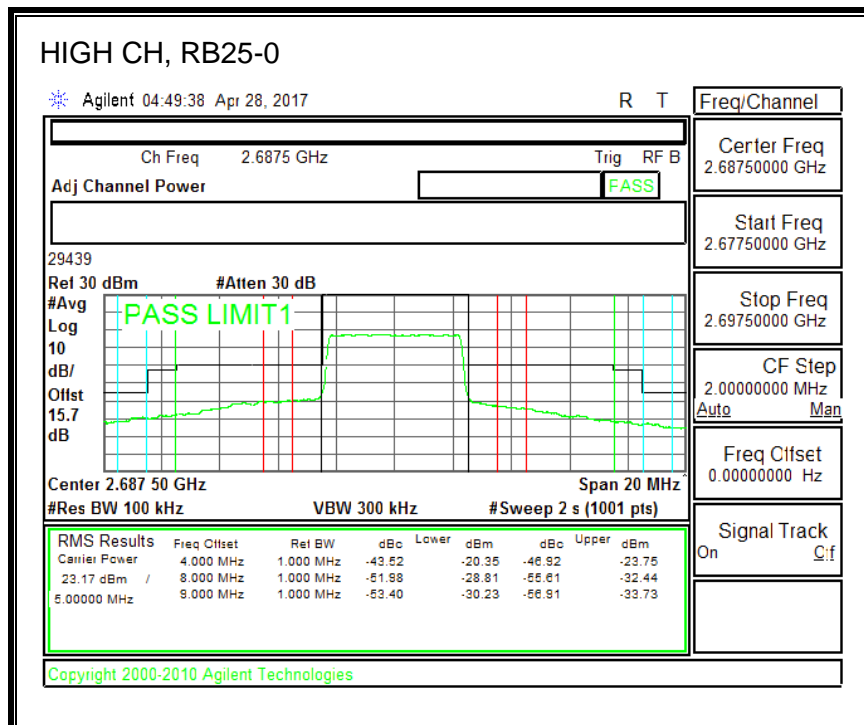 HIGH CH, RB25-0
Agilent 04:49:38 Apr 28, 2017 R T
Freq/Channel
Ch Freq 2.6875 GHz Trig RF B
Adj Channel Power PASS
Center Freq
2.68750000 GHz
Start Freq
2.67750000 GHz
29439
Ref 30 dBm #Atten 30 dB
Stop Freq
2.69750000 GHz
#Avg
Log
10
dB/
Offst
15.7
dB
PASS LIMIT1
CF Step
2.00000000 MHz
Auto Man
Freq Offset
0.00000000 Hz
Center 2.687 50 GHz Span 20 MHz^
#Res BW 100 kHz VBW 300 kHz #Sweep 2 s (1001 pts)
Signal Track
On Off
RMS Results Freq Offset Ref BW dBc Lower dBm dBc Upper dBm
Carrier Power 4.000 MHz 1.000 MHz -43.52 -20.35 -46.92 -23.75
23.17 dBm / 8.000 MHz 1.000 MHz -51.98 -28.81 -55.61 -32.44
5.00000 MHz 9.000 MHz 1.000 MHz -53.40 -30.23 -56.91 -33.73
Copyright 2000-2010 Agilent Technologies